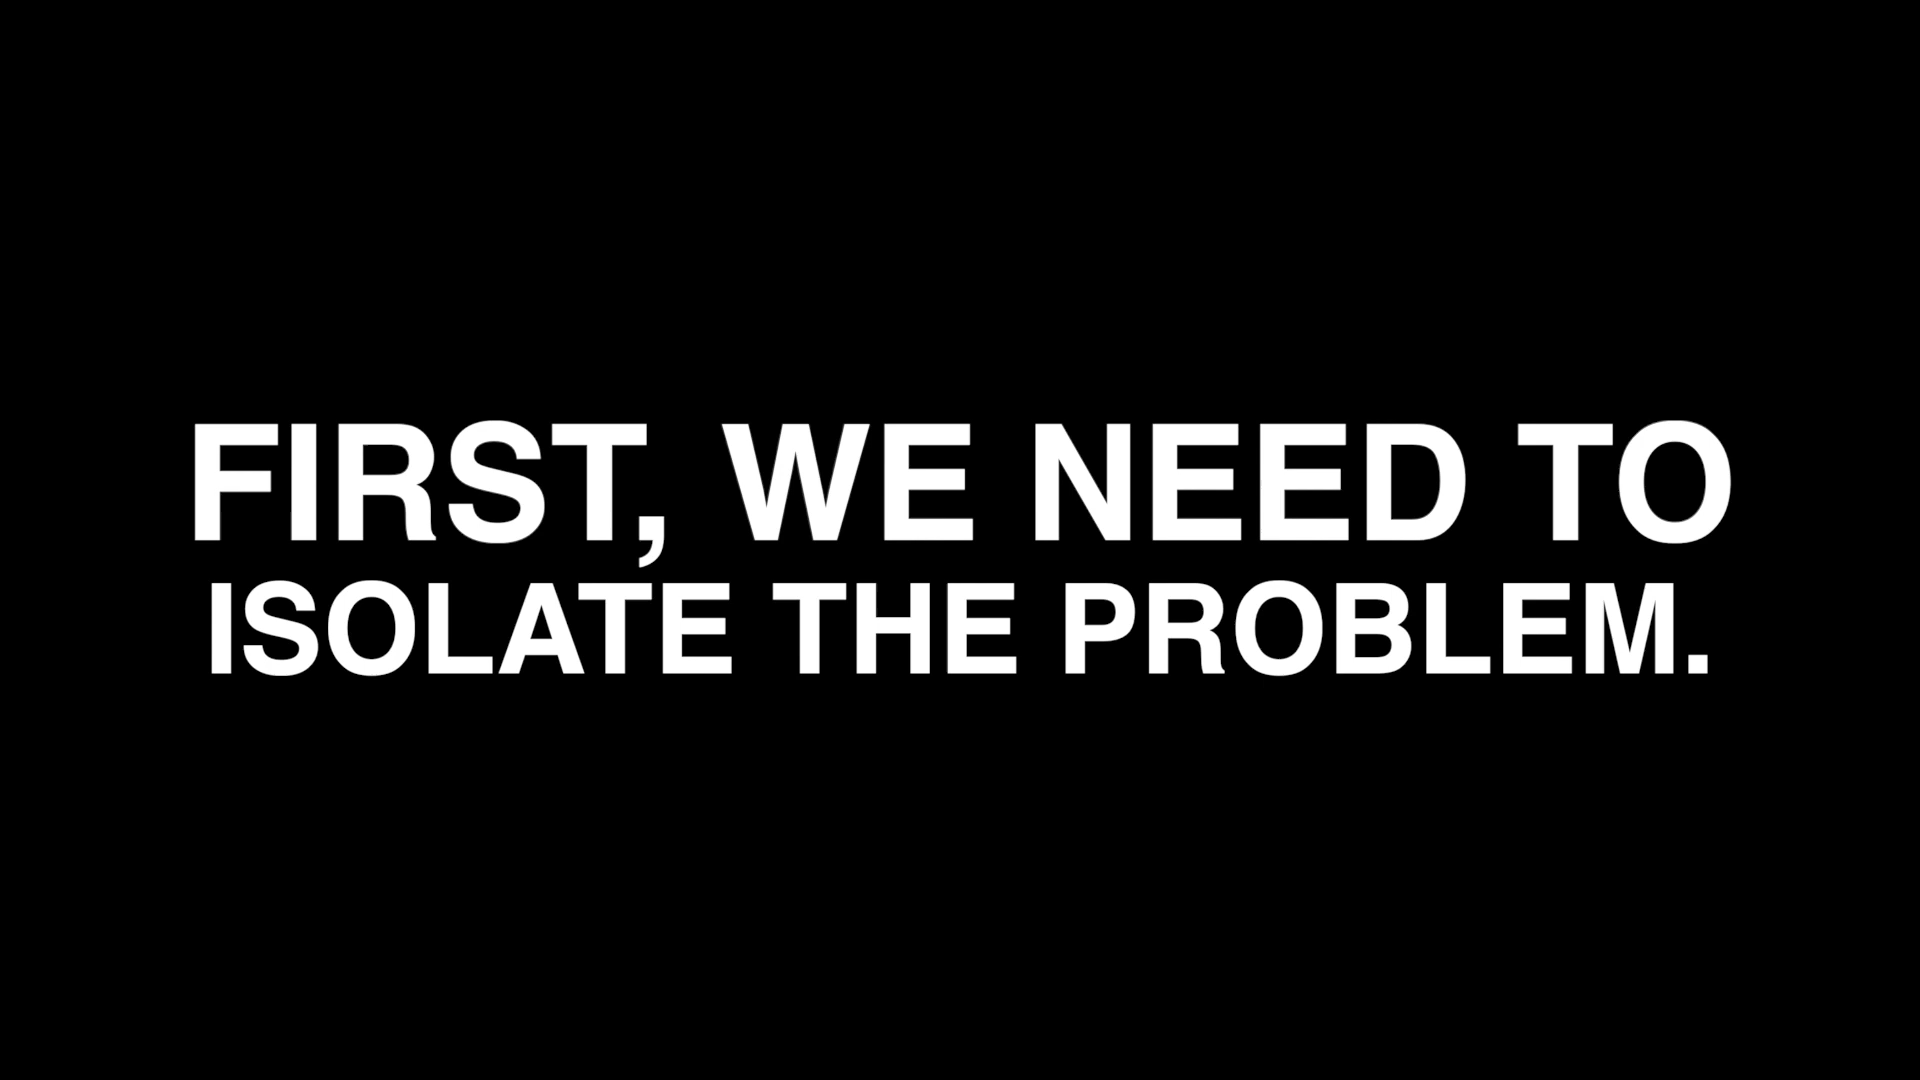 FIRST, WE NEED TO
ISOLATE THE PROBLEM.